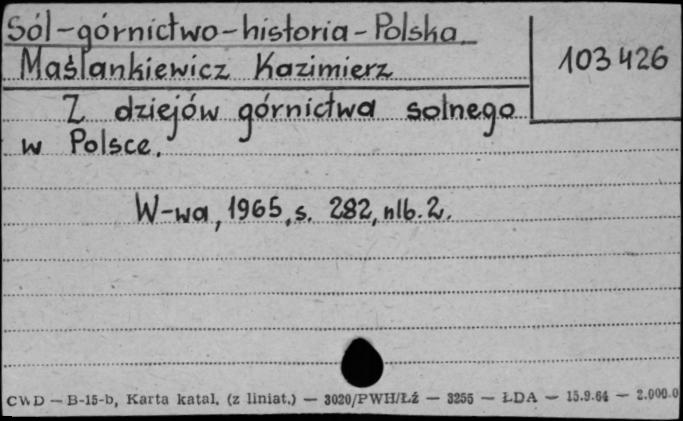 Sól-górnictwo-historia-Polska
103426
Maślankiewicz Kazimierz
Z dziejów górnictwa solnego
w Polsce.
W-wa, 1965, s. 282, nlb. 2.
CWD — B-15-b, Karta katal. (z liniat.) — 3020/PWH/Łź — 3255 — ŁDA — 15.9.64 — 2.000.0